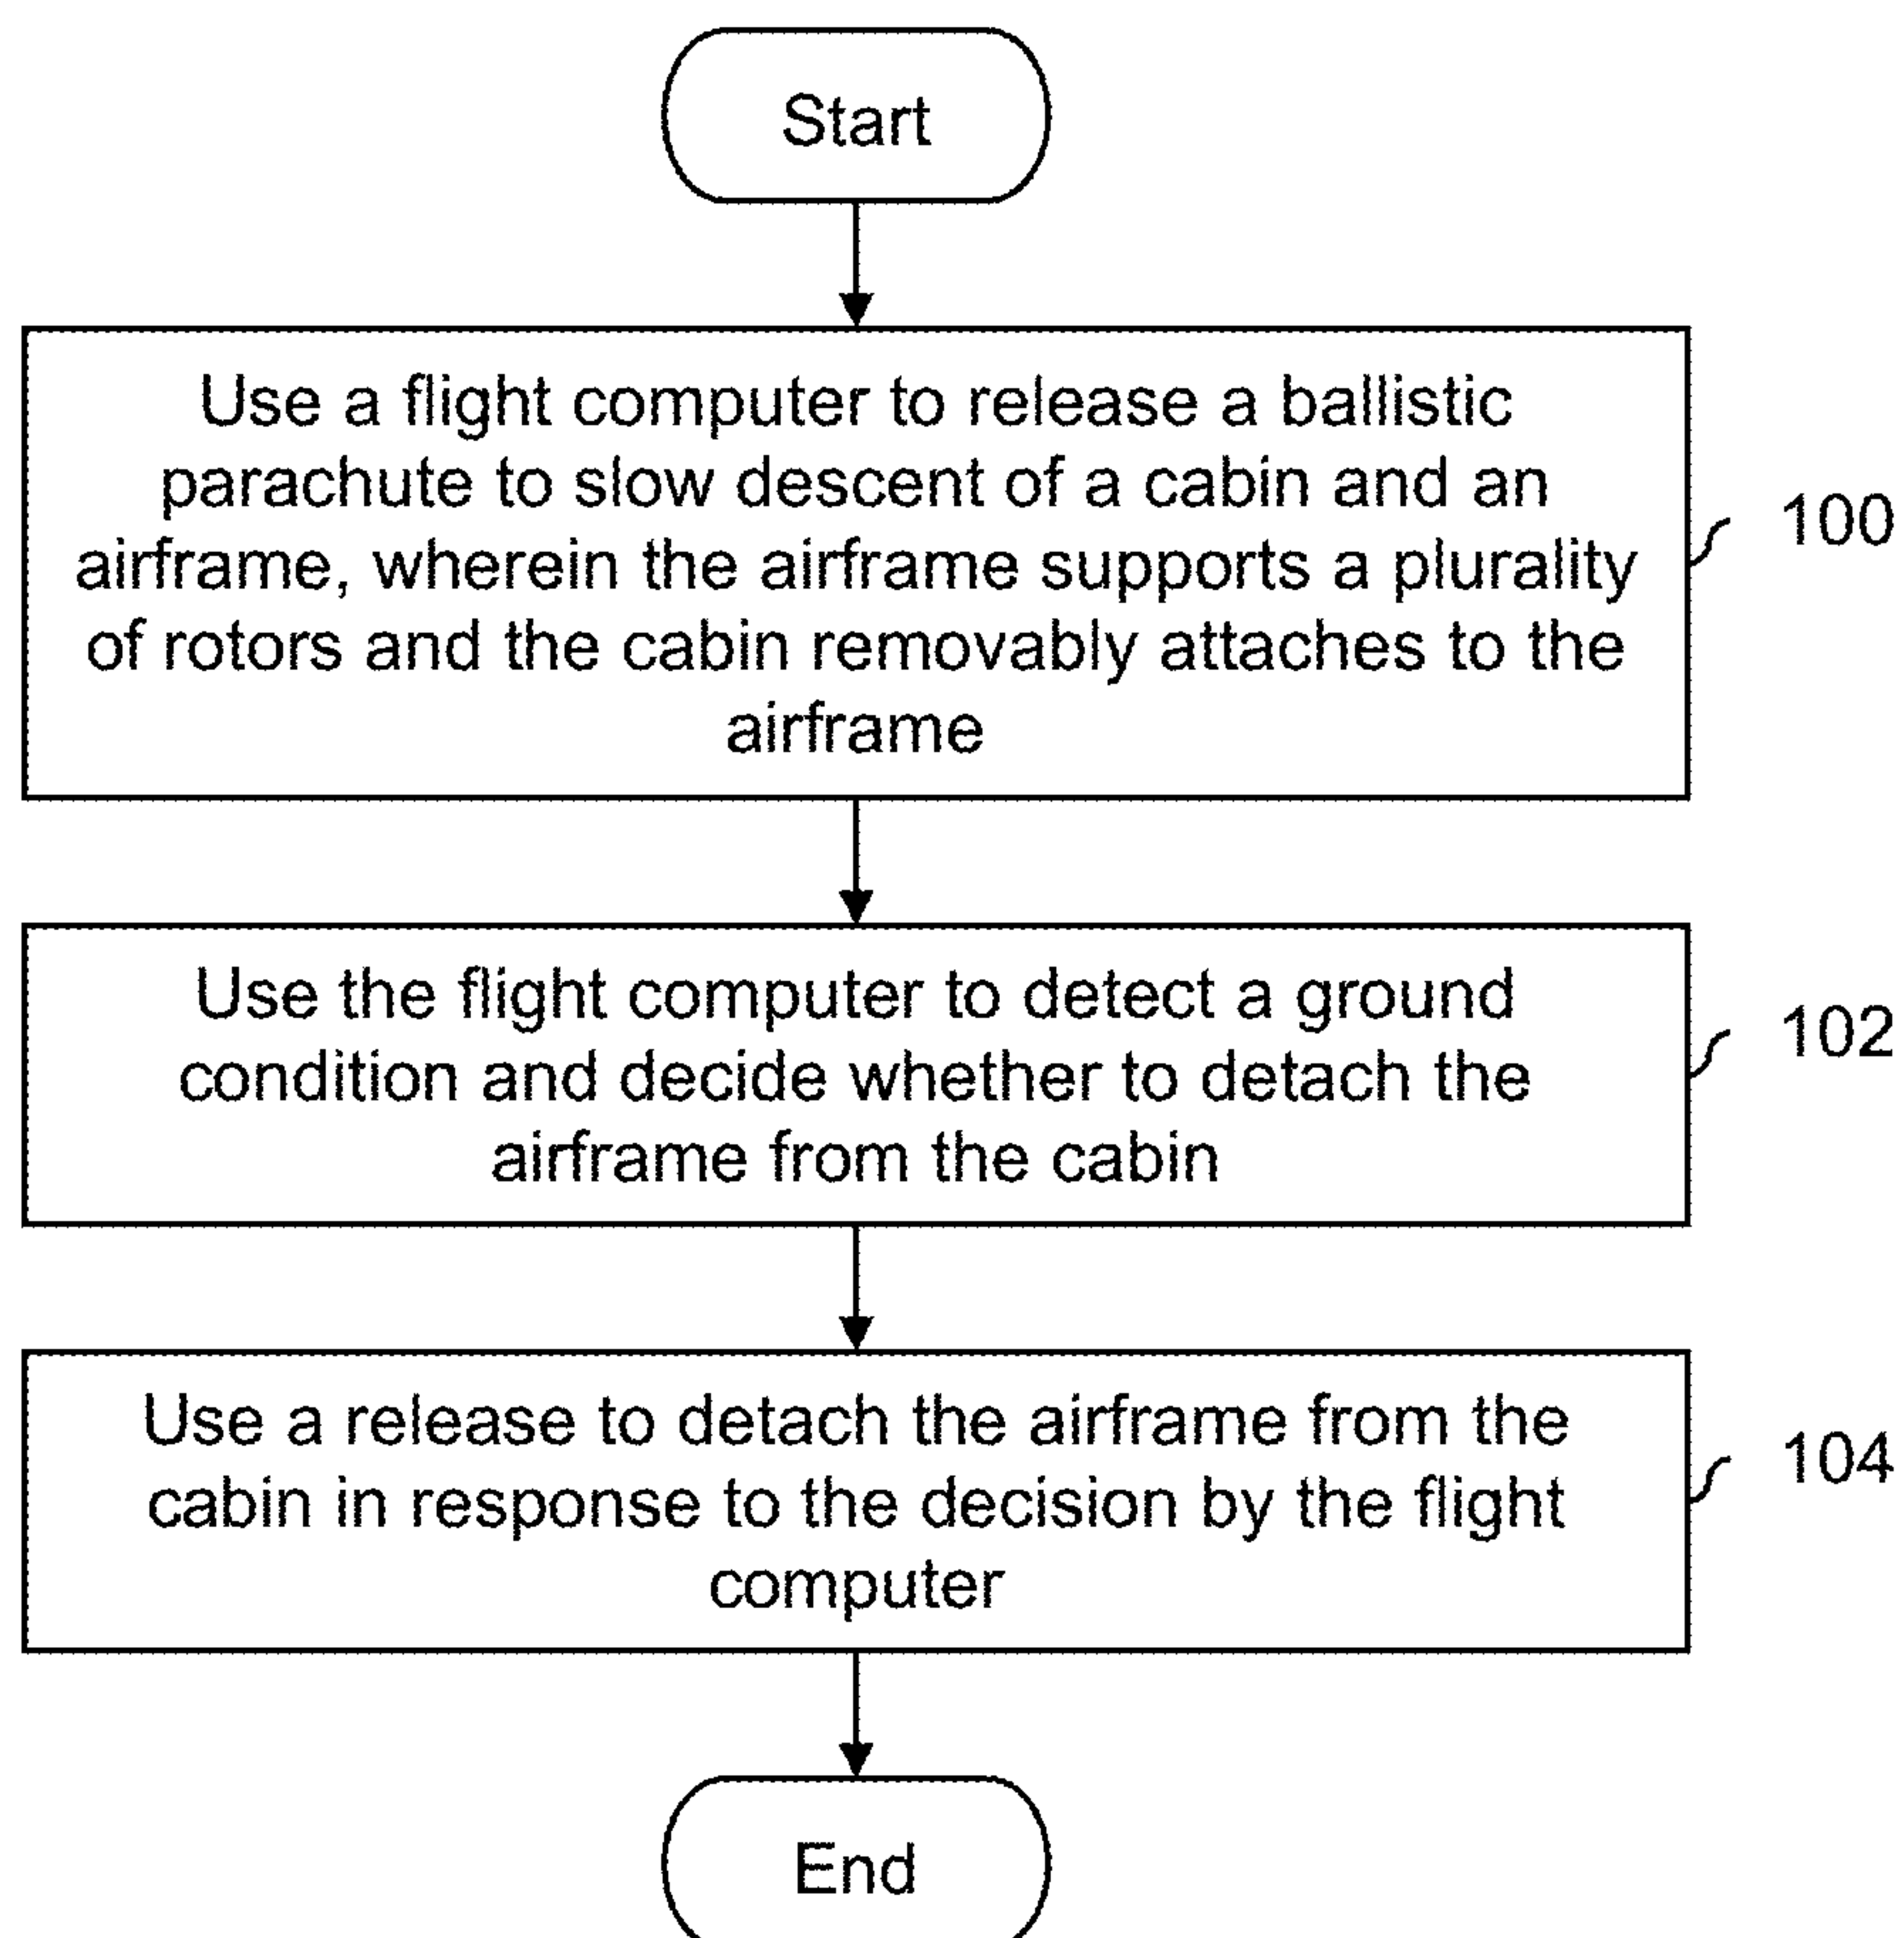 Start
Use a flight computer to release a ballistic
parachute to slow descent of a cabin and an
airframe, wherein the airframe supports a plurality
of rotors and the cabin removably attaches to the
airframe
100
Use the flight computer to detect a ground
condition and decide whether to detach the
airframe from the cabin
102
Use a release to detach the airframe from the
cabin in response to the decision by the flight
computer
104
End